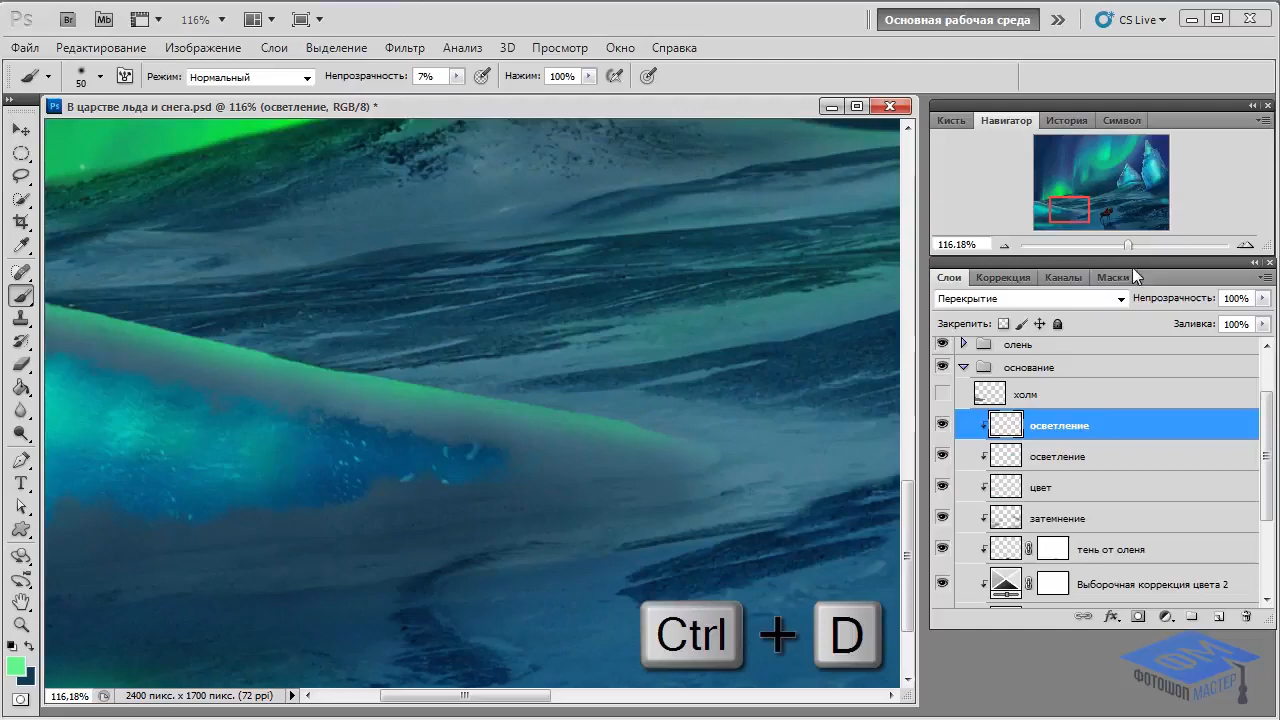 Ps Br Mb 116% Основная рабочая среда CS Live
Файл Редактирование Изображение Слои Выделение Фильтр Анализ 3D Просмотр Окно Справка
50 Режим: Нормальный Непрозрачность: 7% Нажим: 100%
Ps В царстве льда и снега.psd @ 116% (осветление, RGB/8) *
Кисть Навигатор История Символ
116.18%
Слои Коррекция Каналы Маски
Перекрытие Непрозрачность: 100%
Закрепить: Заливка: 100%
олень
основание
холм
осветление
осветление
цвет
затемнение
тень от оленя
Выборочная коррекция цвета 2
fx
T
Ctrl + D
ФМ
ФОТОШОП
МАСТЕР
116,18% 2400 пикс. x 1700 пикс. (72 ppi)